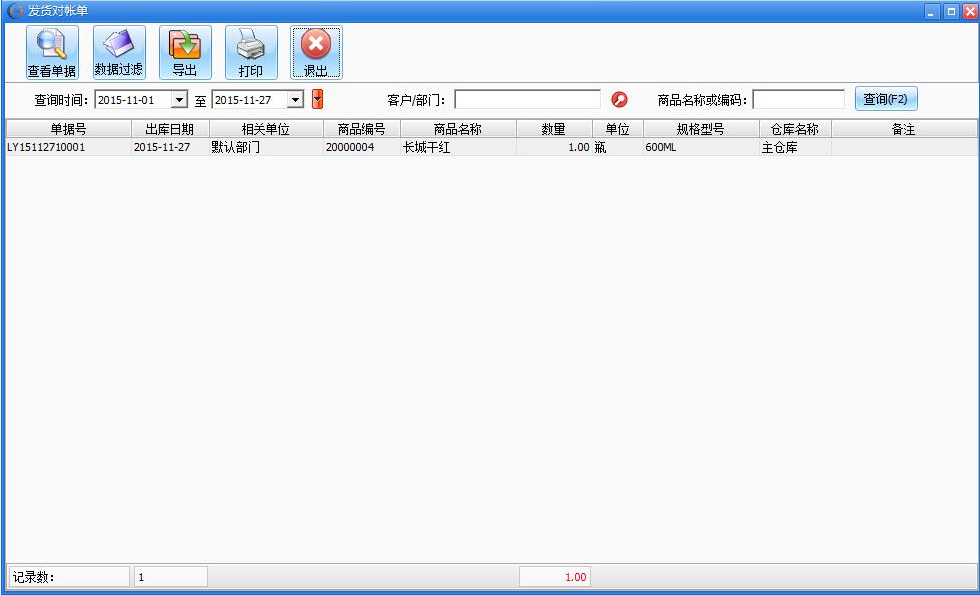 发货对帐单
查看单据 数据过滤 导出 打印 退出
查询时间： 2015-11-01 至 2015-11-27 客户/部门： 商品名称或编码： 查询(F2)
单据号 出库日期 相关单位 商品编号 商品名称 数量 单位 规格型号 仓库名称 备注
LY15112710001 2015-11-27 默认部门 20000004 长城干红 1.00 瓶 600ML 主仓库
记录数： 1 1.00